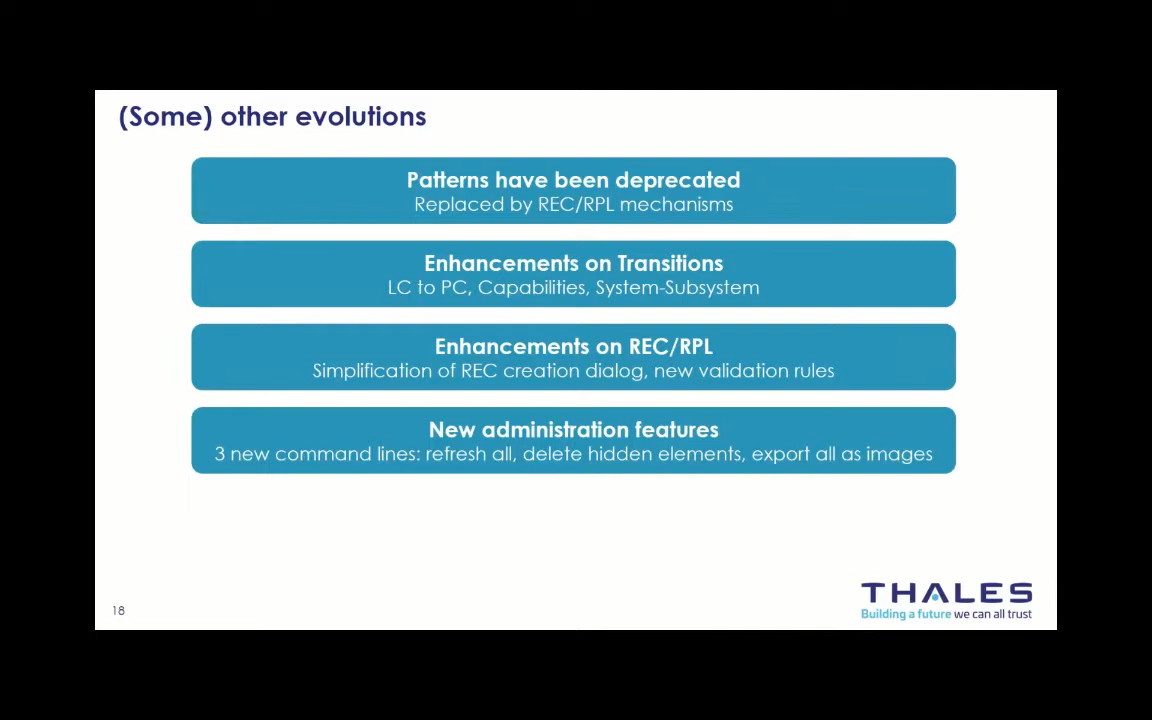 (Some) other evolutions
Patterns have been deprecated
Replaced by REC/RPL mechanisms
Enhancements on Transitions
LC to PC, Capabilities, System-Subsystem
Enhancements on REC/RPL
Simplification of REC creation dialog, new validation rules
New administration features
3 new command lines: refresh all, delete hidden elements, export all as images
18
THALES
Building a future we can all trust